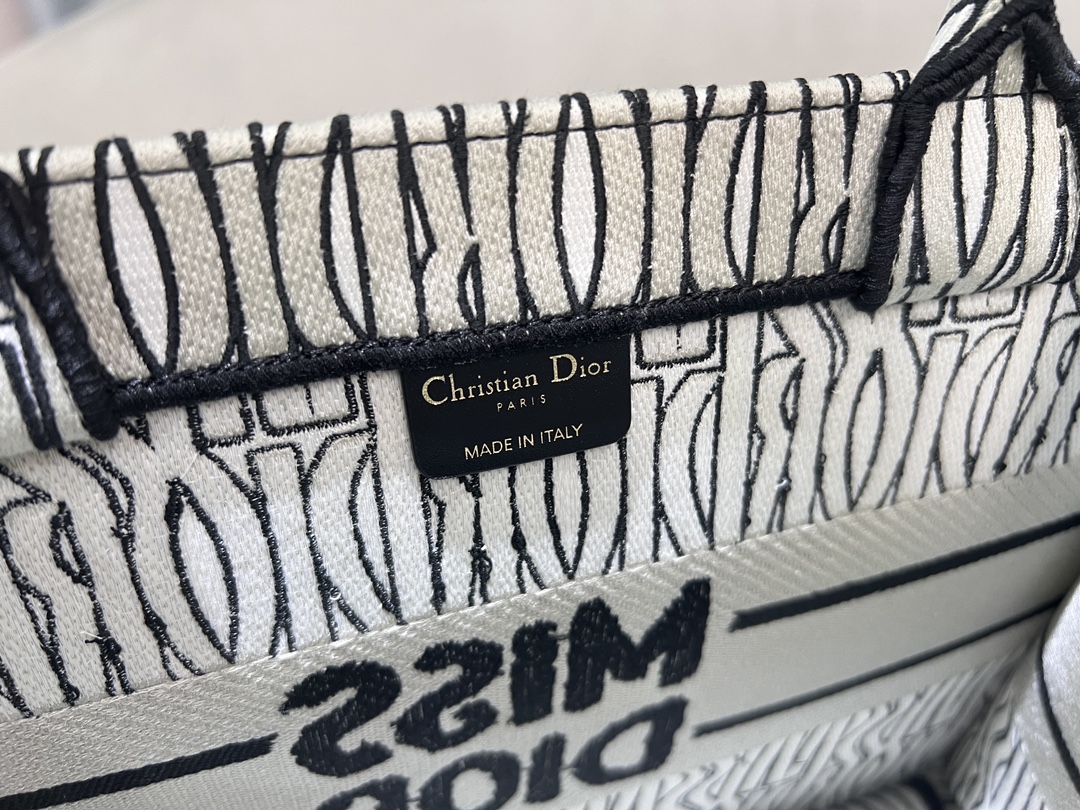 Christian Dior
PARIS
MADE IN ITALY
MISS
DIOR